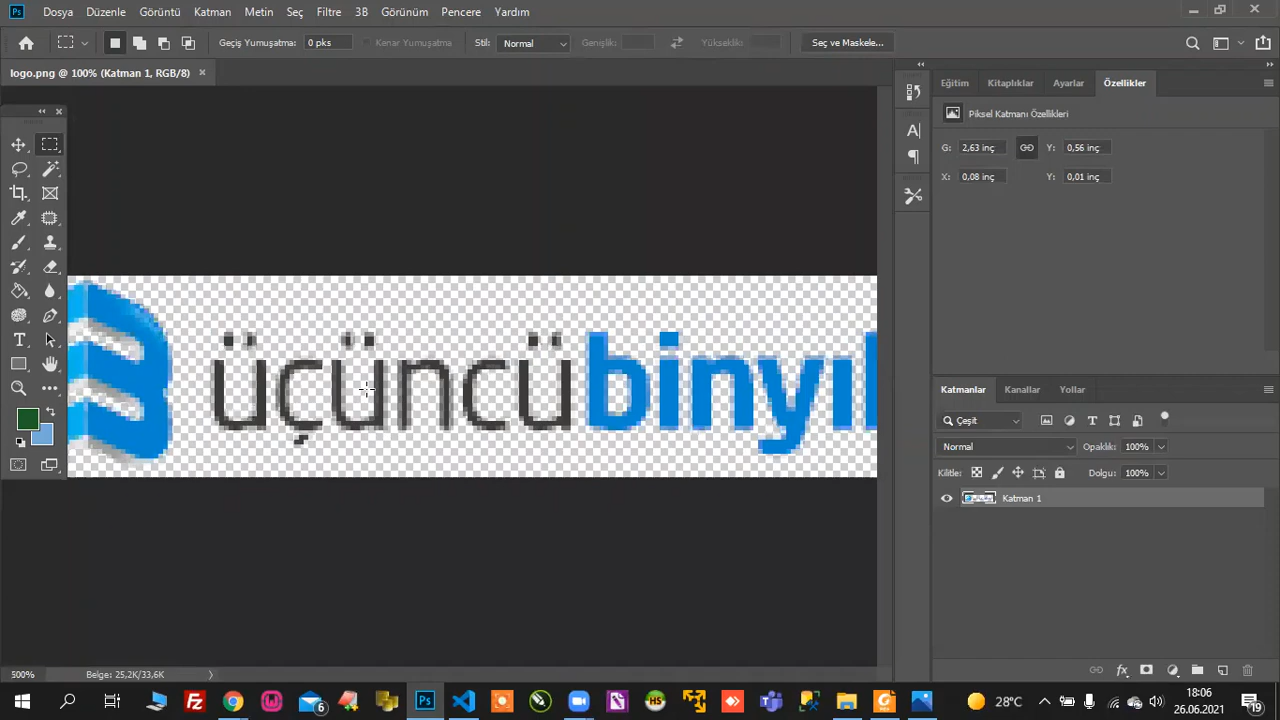 Ps Dosya Düzenle Görüntü Katman Metin Seç Filtre 3B Görünüm Pencere Yardım
Geçiş Yumuşatma: 0 pks Kenar Yumuşatma Stil: Normal Genişlik: Yükseklik: Seç ve Maskele...
logo.png @ 100% (Katman 1, RGB/8)
Eğitim Kitaplıklar Ayarlar Özellikler
Piksel Katmanı Özellikleri
G: 2,63 inç Y: 0,56 inç
X: 0,08 inç Y: 0,01 inç
üçüncübinyıl
Katmanlar Kanallar Yollar
Çeşit
Normal Opaklık: 100%
Kilitle: Dolgu: 100%
Katman 1
500% Belge: 25,2K/33,6K
28°C 18:06
26.06.2021 19